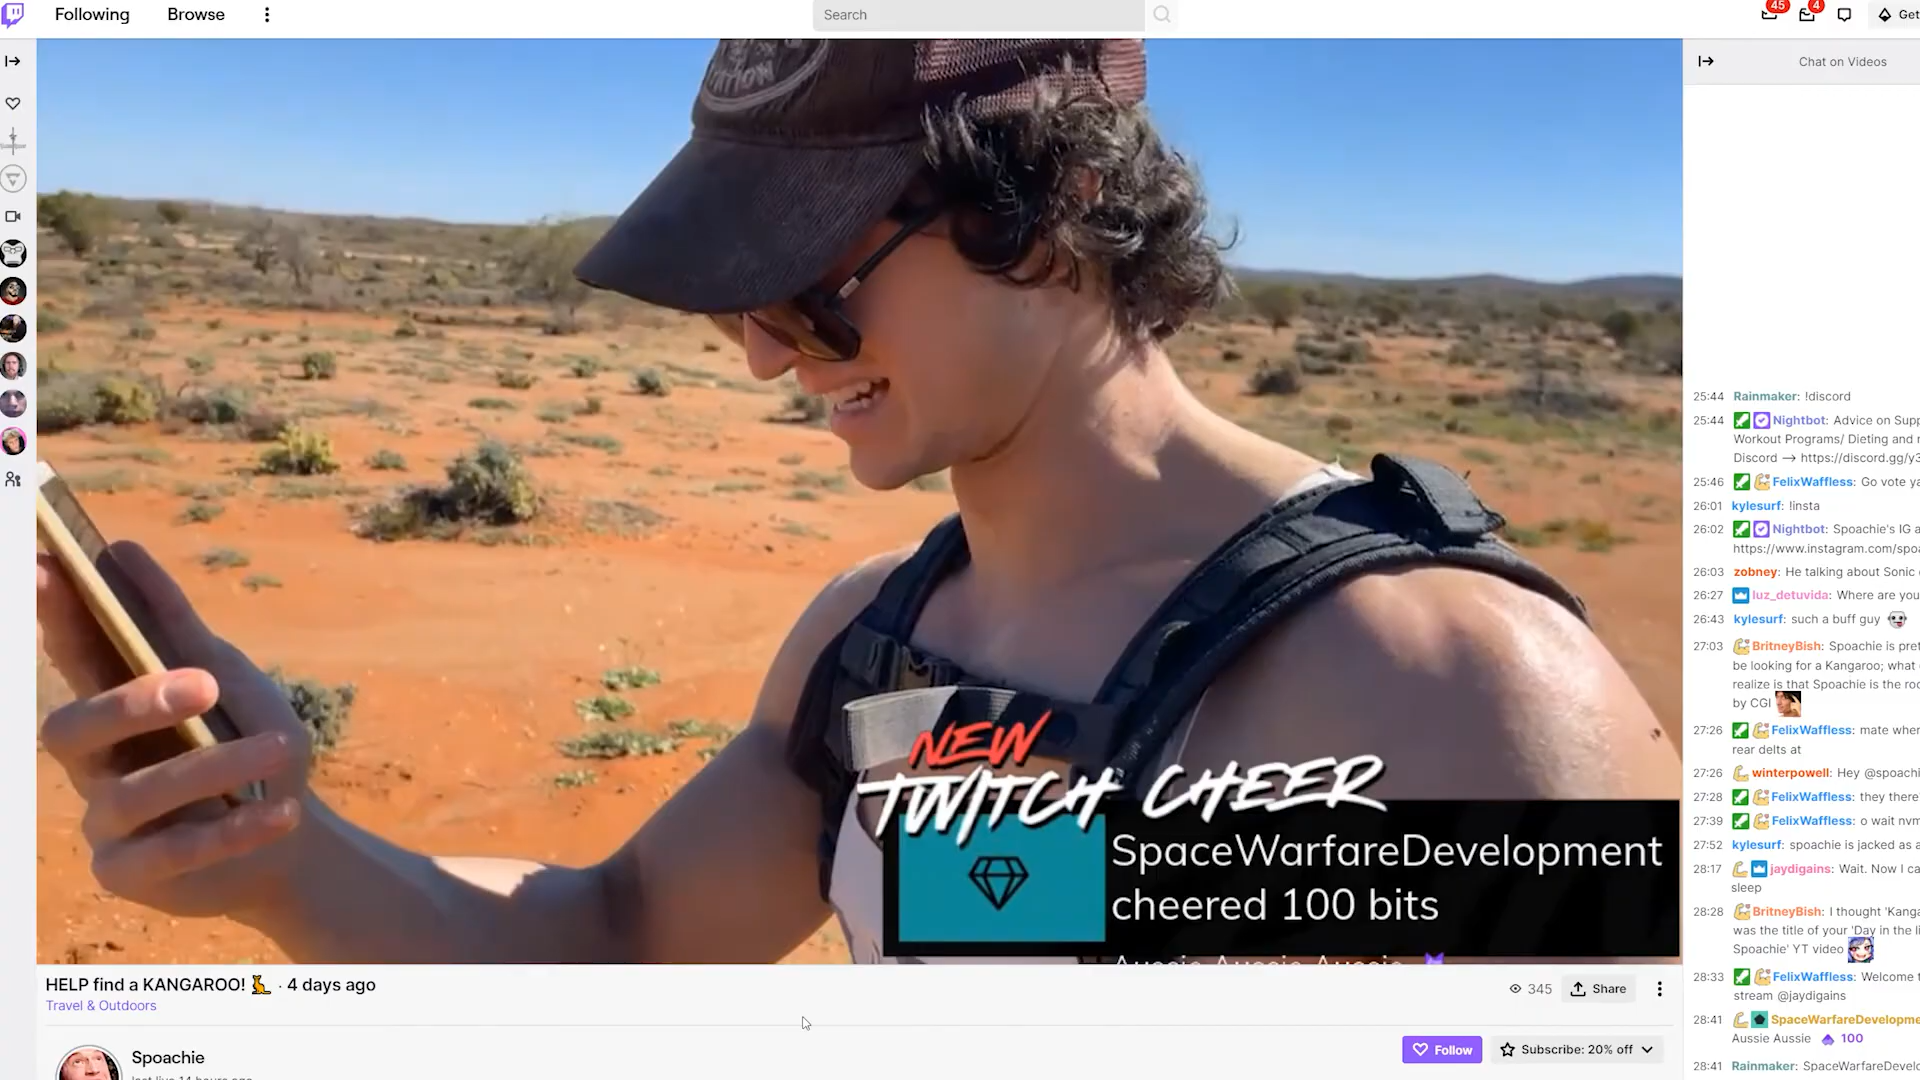 Following
Browse
Search
45
4
Get
Chat on Videos
NEW
TWITCH CHEER
SpaceWarfareDevelopment
cheered 100 bits
Aussie Aussie Aussie
HELP find a KANGAROO! · 4 days ago
Travel & Outdoors
345
Share
Spoachie
Follow
Subscribe: 20% off
25:44 Rainmaker: !discord
25:44 Nightbot: Advice on Supp
Workout Programs/ Dieting and
Discord → https://discord.gg/y3
25:46 FelixWaffless: Go vote ya
26:01 kylesurf: !insta
26:02 Nightbot: Spoachie's IG a
https://www.instagram.com/spoa
26:03 zobney: He talking about Sonic
26:27 luz_detuvida: Where are you
26:43 kylesurf: such a buff guy
27:03 BritneyBish: Spoachie is pret
be looking for a Kangaroo; what
realize is that Spoachie is the roo
by CGI
27:26 FelixWaffless: mate wher
rear delts at
27:26 winterpowell: Hey @spoachi
27:28 FelixWaffless: they there
27:39 FelixWaffless: o wait nvm
27:52 kylesurf: spoachie is jacked as a
28:17 jaydigains: Wait. Now I ca
sleep
28:28 BritneyBish: I thought 'Kanga
was the title of your 'Day in the li
Spoachie' YT video
28:33 FelixWaffless: Welcome t
stream @jaydigains
28:41 SpaceWarfareDevelopme
Aussie Aussie 100
28:41 Rainmaker: SpaceWarfareDevelo